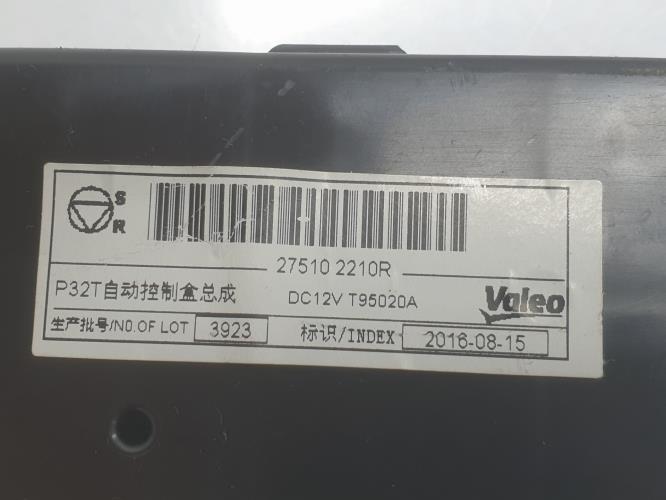 S
R
27510 2210R
P32T自动控制盒总成 DC12V T95020A Valeo
生产批号/NO.OF LOT 3923 标识/INDEX 2016-08-15